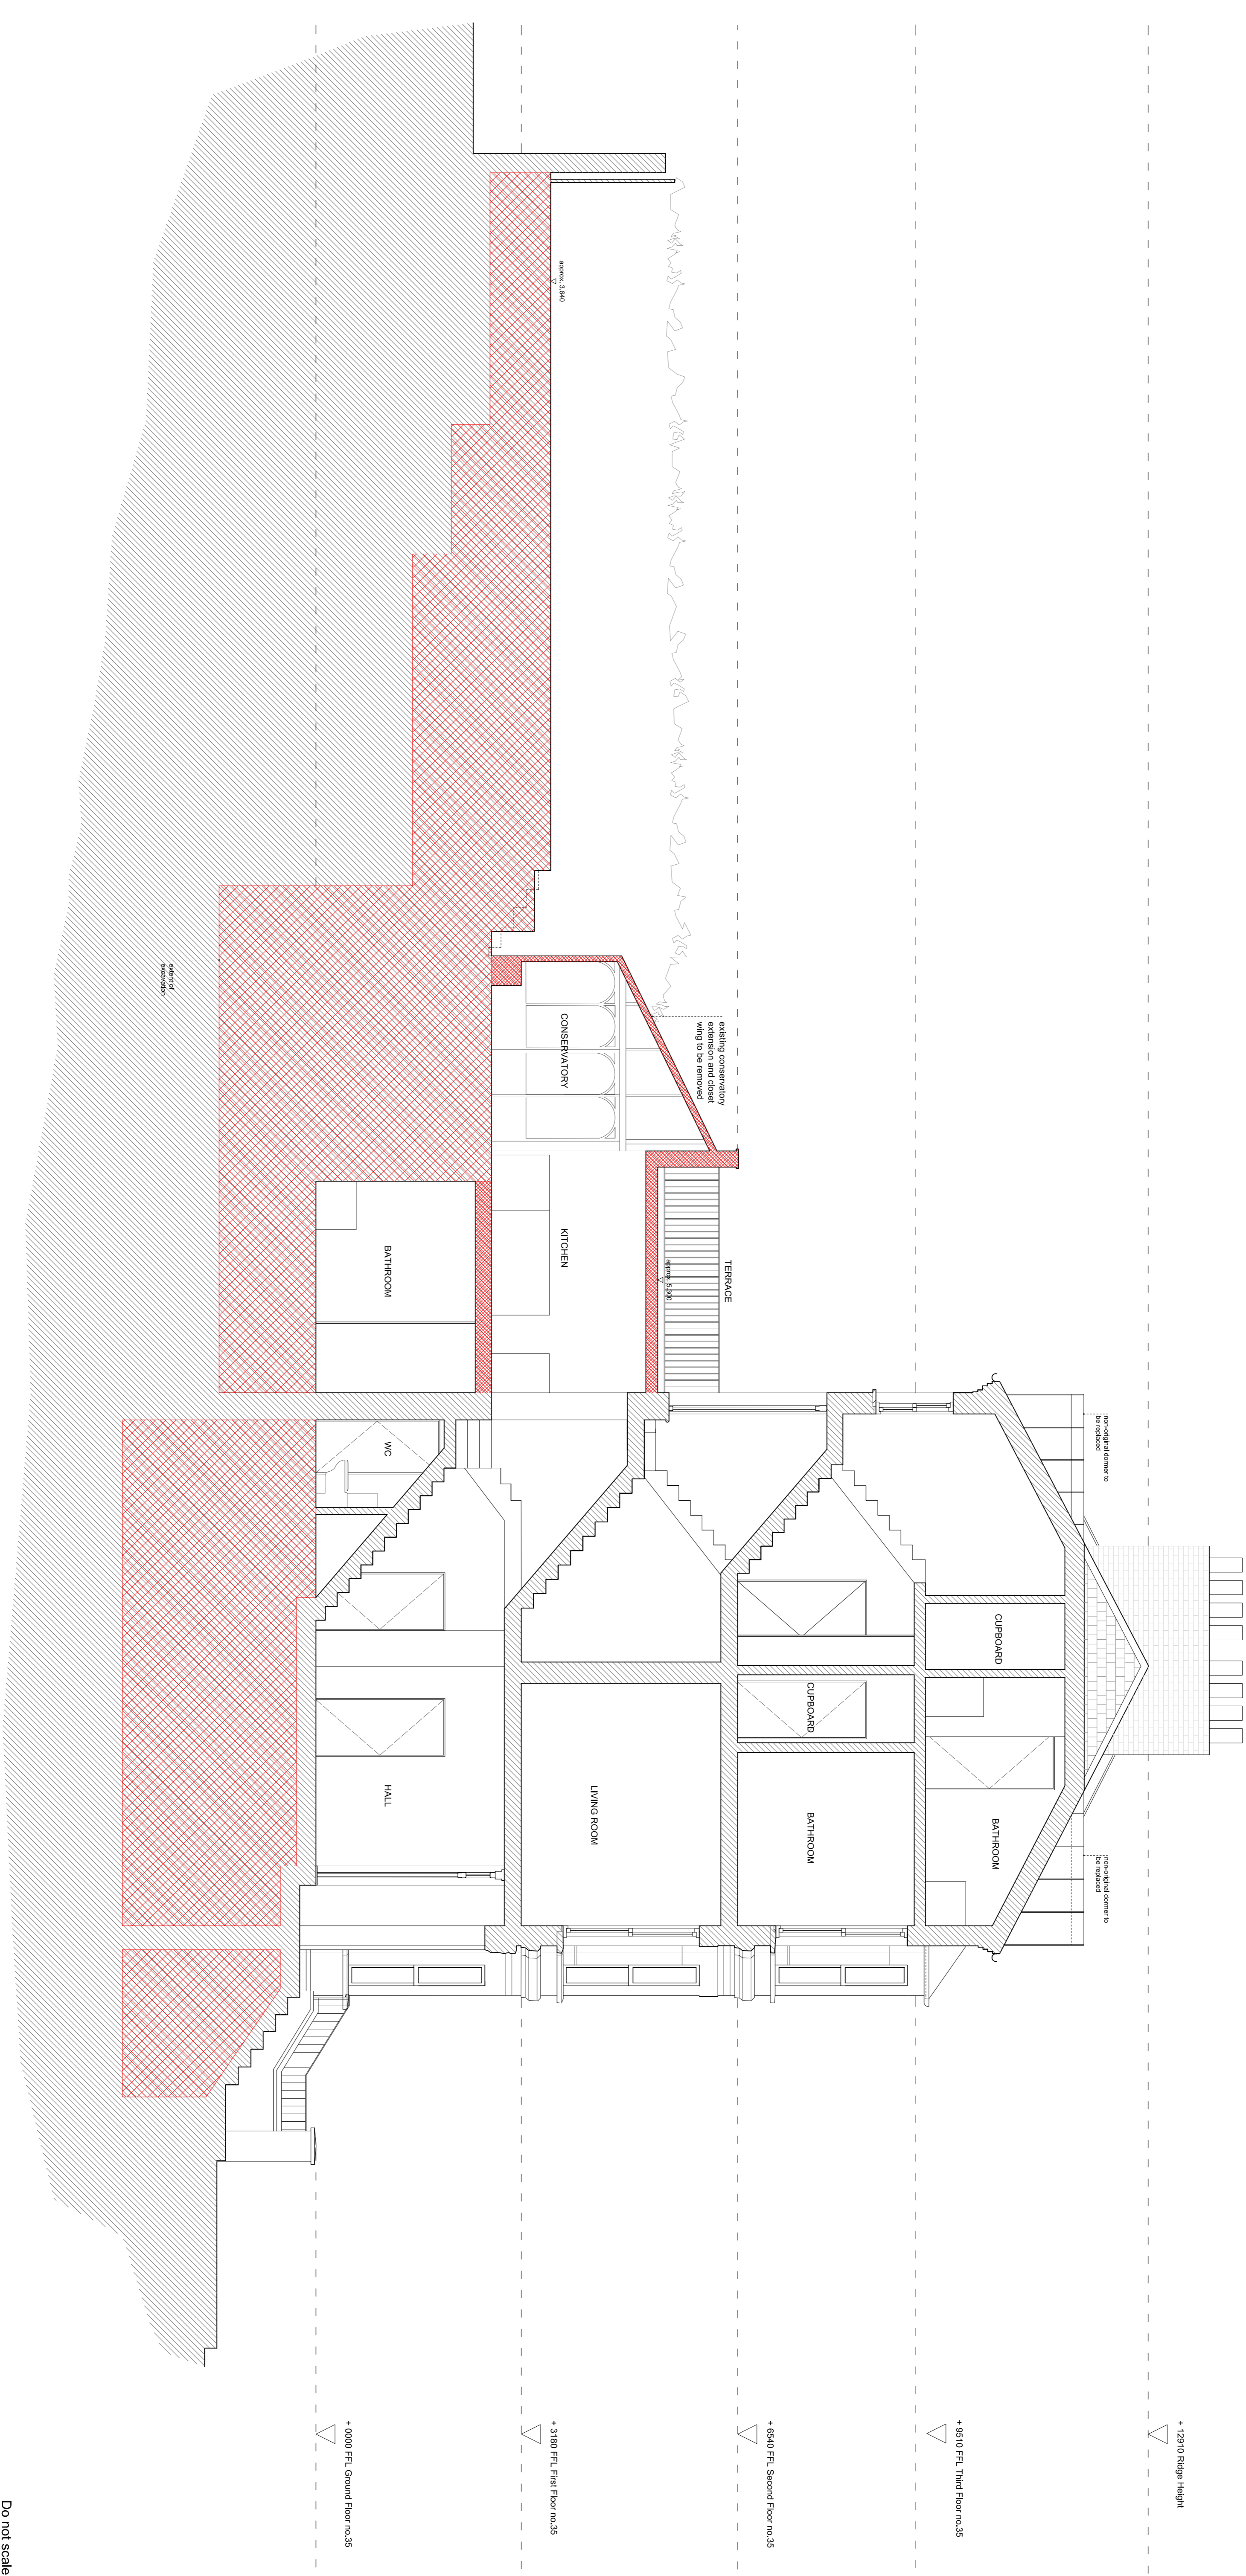 + 12910 Ridge Height
non-original dormer to
be replaced
non-original dormer to
be replaced
+ 9510 FFL Third Floor no.35
CUPBOARD
BATHROOM
+ 6540 FFL Second Floor no.35
CUPBOARD
BATHROOM
TERRACE
approx. 5.300
existing conservatory
extension and closet
wing to be removed
+ 3180 FFL First Floor no.35
LIVING ROOM
approx. 3.640
CONSERVATORY
KITCHEN
+ 0000 FFL Ground Floor no.35
BATHROOM
WC
HALL
extent of
excavation
Do not scale